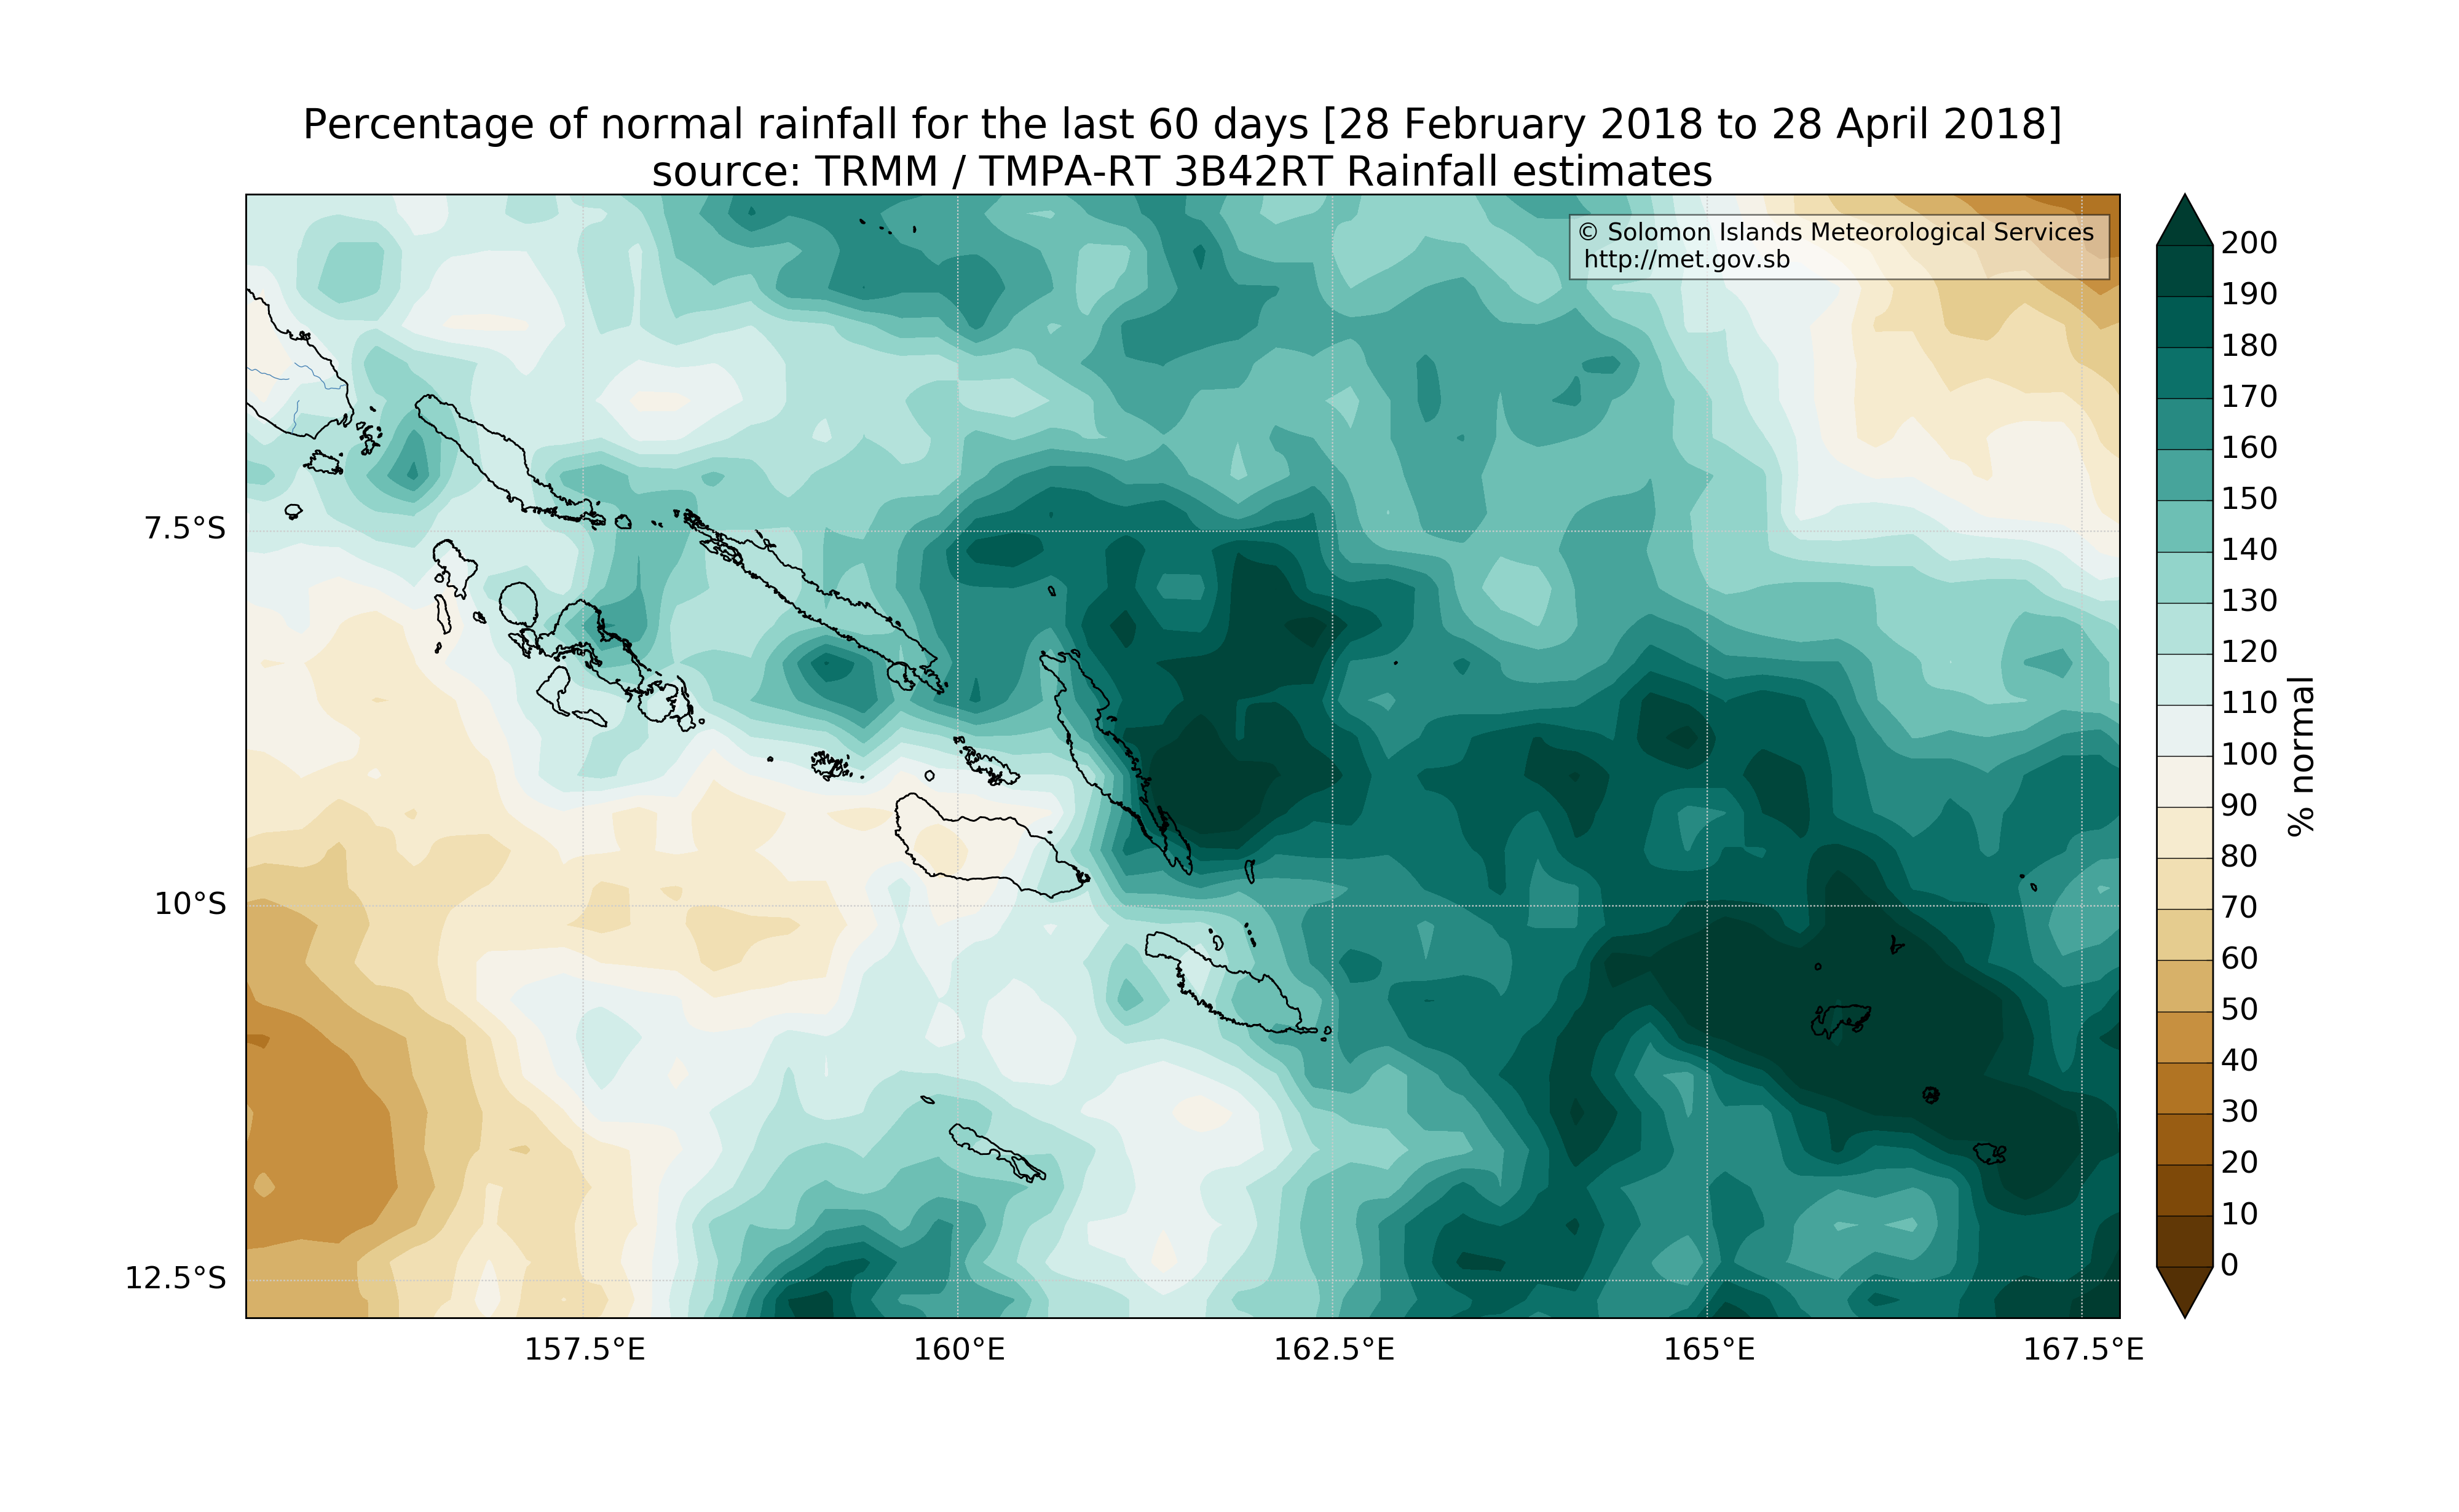 Percentage of normal rainfall for the last 60 days [28 February 2018 to 28 April 2018]
source: TRMM / TMPA-RT 3B42RT Rainfall estimates
© Solomon Islands Meteorological Services
http://met.gov.sb
7.5°S
10°S
12.5°S
157.5°E
160°E
162.5°E
165°E
167.5°E
200
190
180
170
160
150
140
130
120
110
100
90
80
70
60
50
40
30
20
10
0
% normal